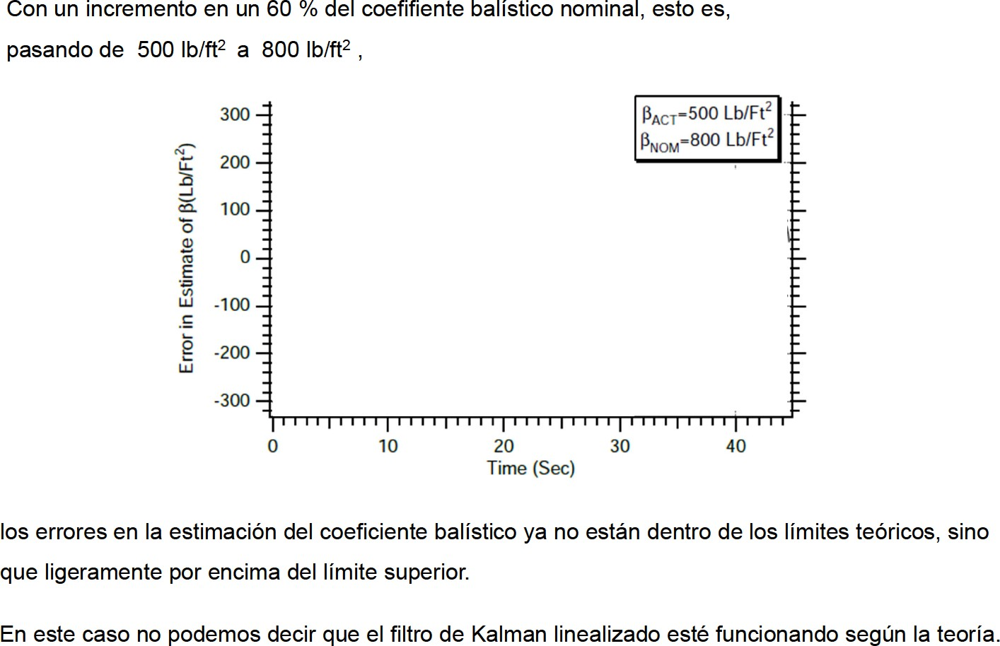 Con un incremento en un 60 % del coefifiente balístico nominal, esto es,
pasando de 500 lb/ft² a 800 lb/ft² ,
β_ACT=500 Lb/Ft²
β_NOM=800 Lb/Ft²
Error in Estimate of β(Lb/Ft²)
300
200
100
0
-100
-200
-300
0 10 20 30 40
Time (Sec)
los errores en la estimación del coeficiente balístico ya no están dentro de los límites teóricos, sino
que ligeramente por encima del límite superior.
En este caso no podemos decir que el filtro de Kalman linealizado esté funcionando según la teoría.